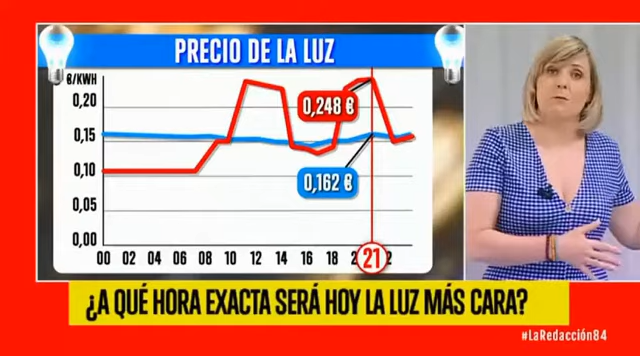 PRECIO DE LA LUZ
€/KWH
0,20
0,15
0,10
0,05
0,00
0,248 €
0,162 €
00 02 04 06 08 10 12 14 16 18 2 21 2
¿A QUÉ HORA EXACTA SERÁ HOY LA LUZ MÁS CARA?
#LaRedacción84